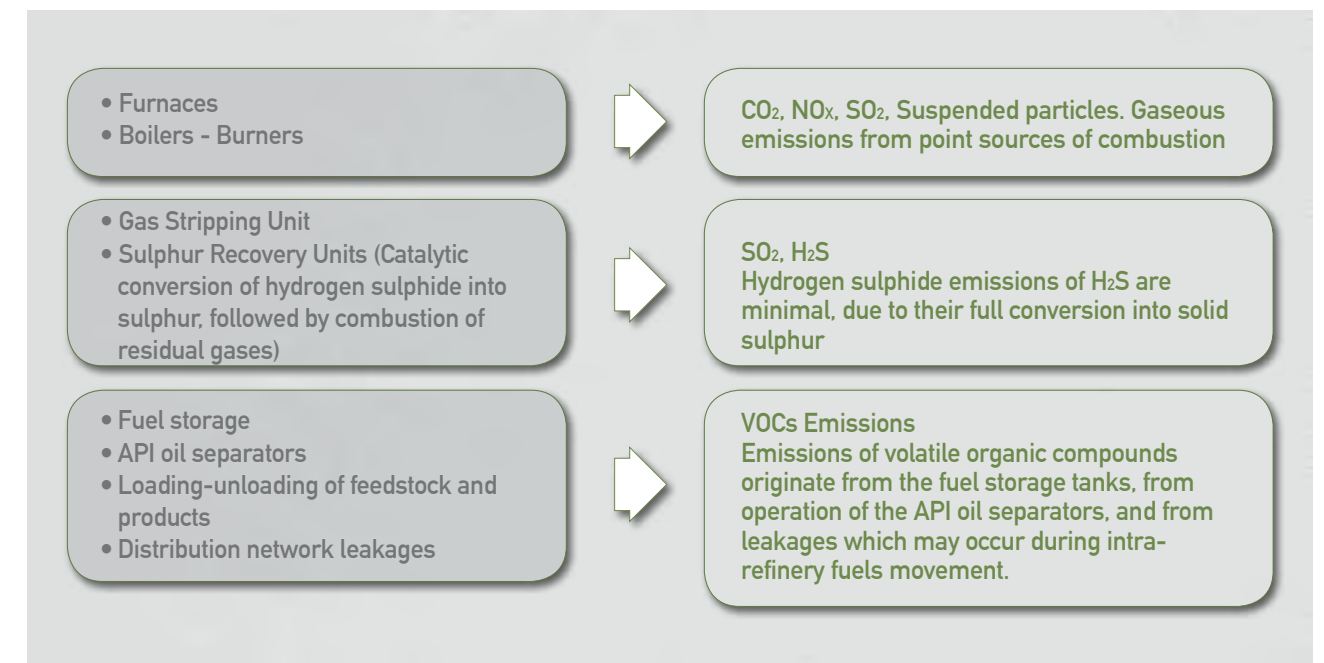 • Furnaces
• Boilers - Burners
CO₂, NOx, SO₂, Suspended particles. Gaseous
emissions from point sources of combustion
• Gas Stripping Unit
• Sulphur Recovery Units (Catalytic
conversion of hydrogen sulphide into
sulphur, followed by combustion of
residual gases)
SO₂, H₂S
Hydrogen sulphide emissions of H₂S are
minimal, due to their full conversion into solid
sulphur
• Fuel storage
• API oil separators
• Loading-unloading of feedstock and
products
• Distribution network leakages
VOCs Emissions
Emissions of volatile organic compounds
originate from the fuel storage tanks, from
operation of the API oil separators, and from
leakages which may occur during intra-
refinery fuels movement.